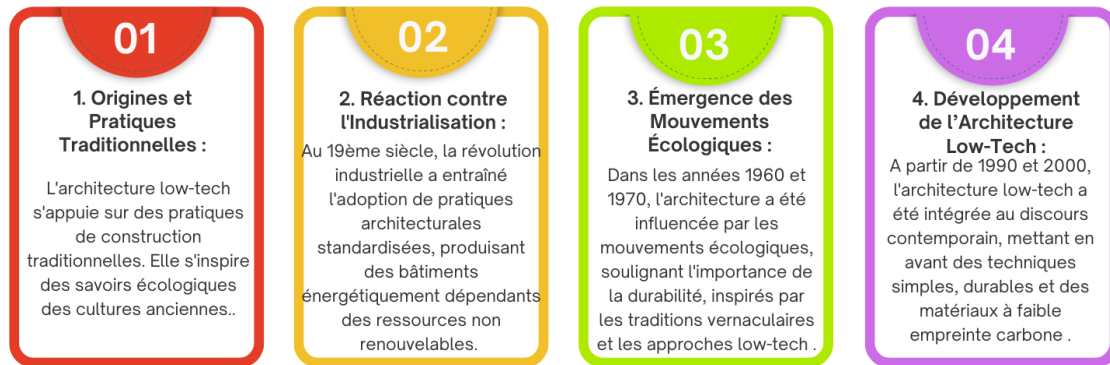 01
1. Origines et
Pratiques
Traditionnelles :
L'architecture low-tech
s'appuie sur des pratiques
de construction
traditionnelles. Elle s'inspire
des savoirs écologiques
des cultures anciennes..
02
2. Réaction contre
l'Industrialisation :
Au 19ème siècle, la révolution
industrielle a entraîné
l'adoption de pratiques
architecturales
standardisées, produisant
des bâtiments
énergétiquement dépendants
des ressources non
renouvelables.
03
3. Émergence des
Mouvements
Écologiques :
Dans les années 1960 et
1970, l'architecture a été
influencée par les
mouvements écologiques,
soulignant l'importance de
la durabilité, inspirés par
les traditions vernaculaires
et les approches low-tech .
04
4. Développement
de l’Architecture
Low-Tech :
A partir de 1990 et 2000,
l'architecture low-tech a
été intégrée au discours
contemporain, mettant en
avant des techniques
simples, durables et des
matériaux à faible
empreinte carbone .